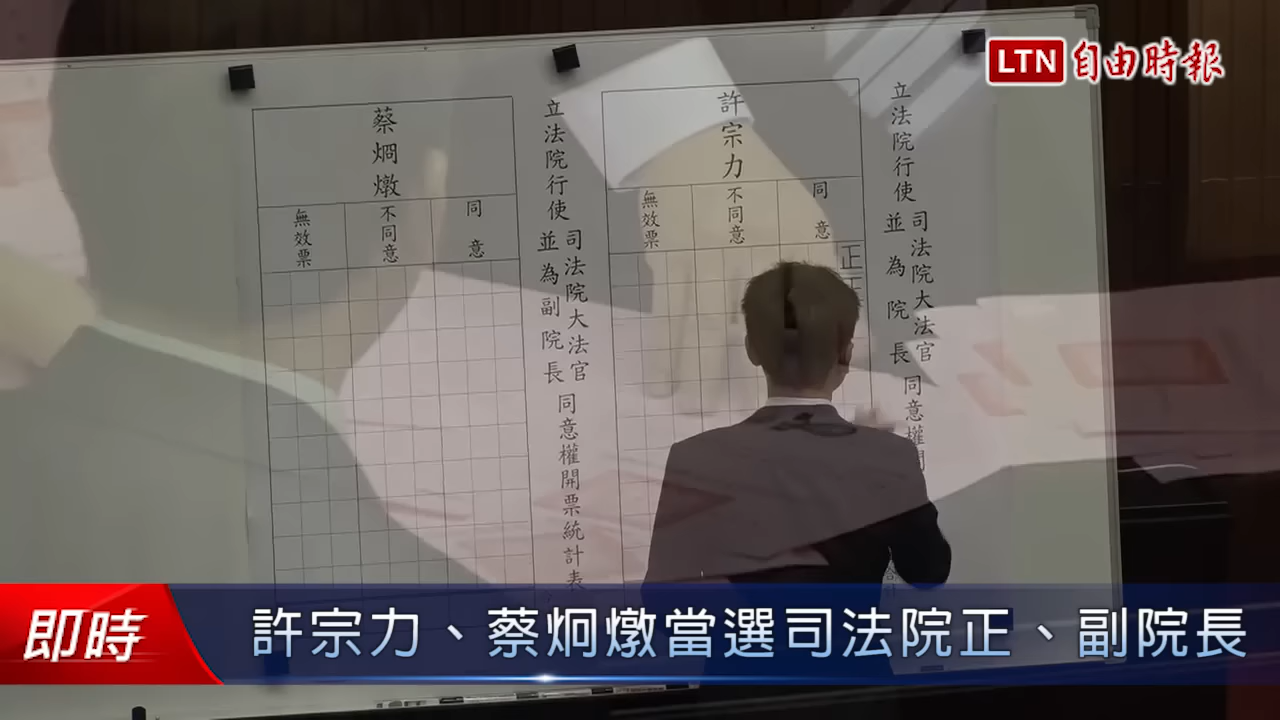 LTN 自由時報
立法院行使
司法院大法官
並為院長
同意權開
許宗力
同意
不同意
無效票
正
正
立法院行使
司法院大法官
並為副院長
同意權開票統計表
蔡炯燉
同意
不同意
無效票
即時
許宗力、蔡炯燉當選司法院正、副院長